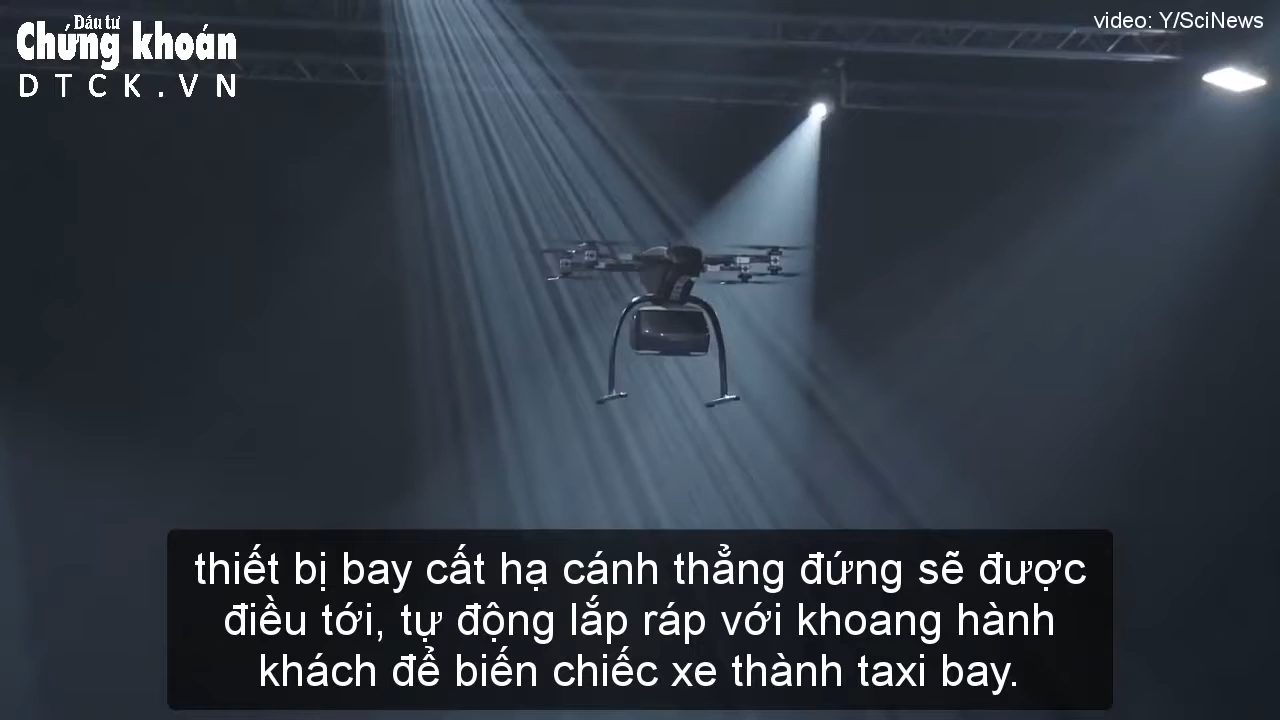 Đầu tư
Chứng khoán
DTCK.VN
video: Y/SciNews
thiết bị bay cất hạ cánh thẳng đứng sẽ được
điều tới, tự động lắp ráp với khoang hành
khách để biến chiếc xe thành taxi bay.